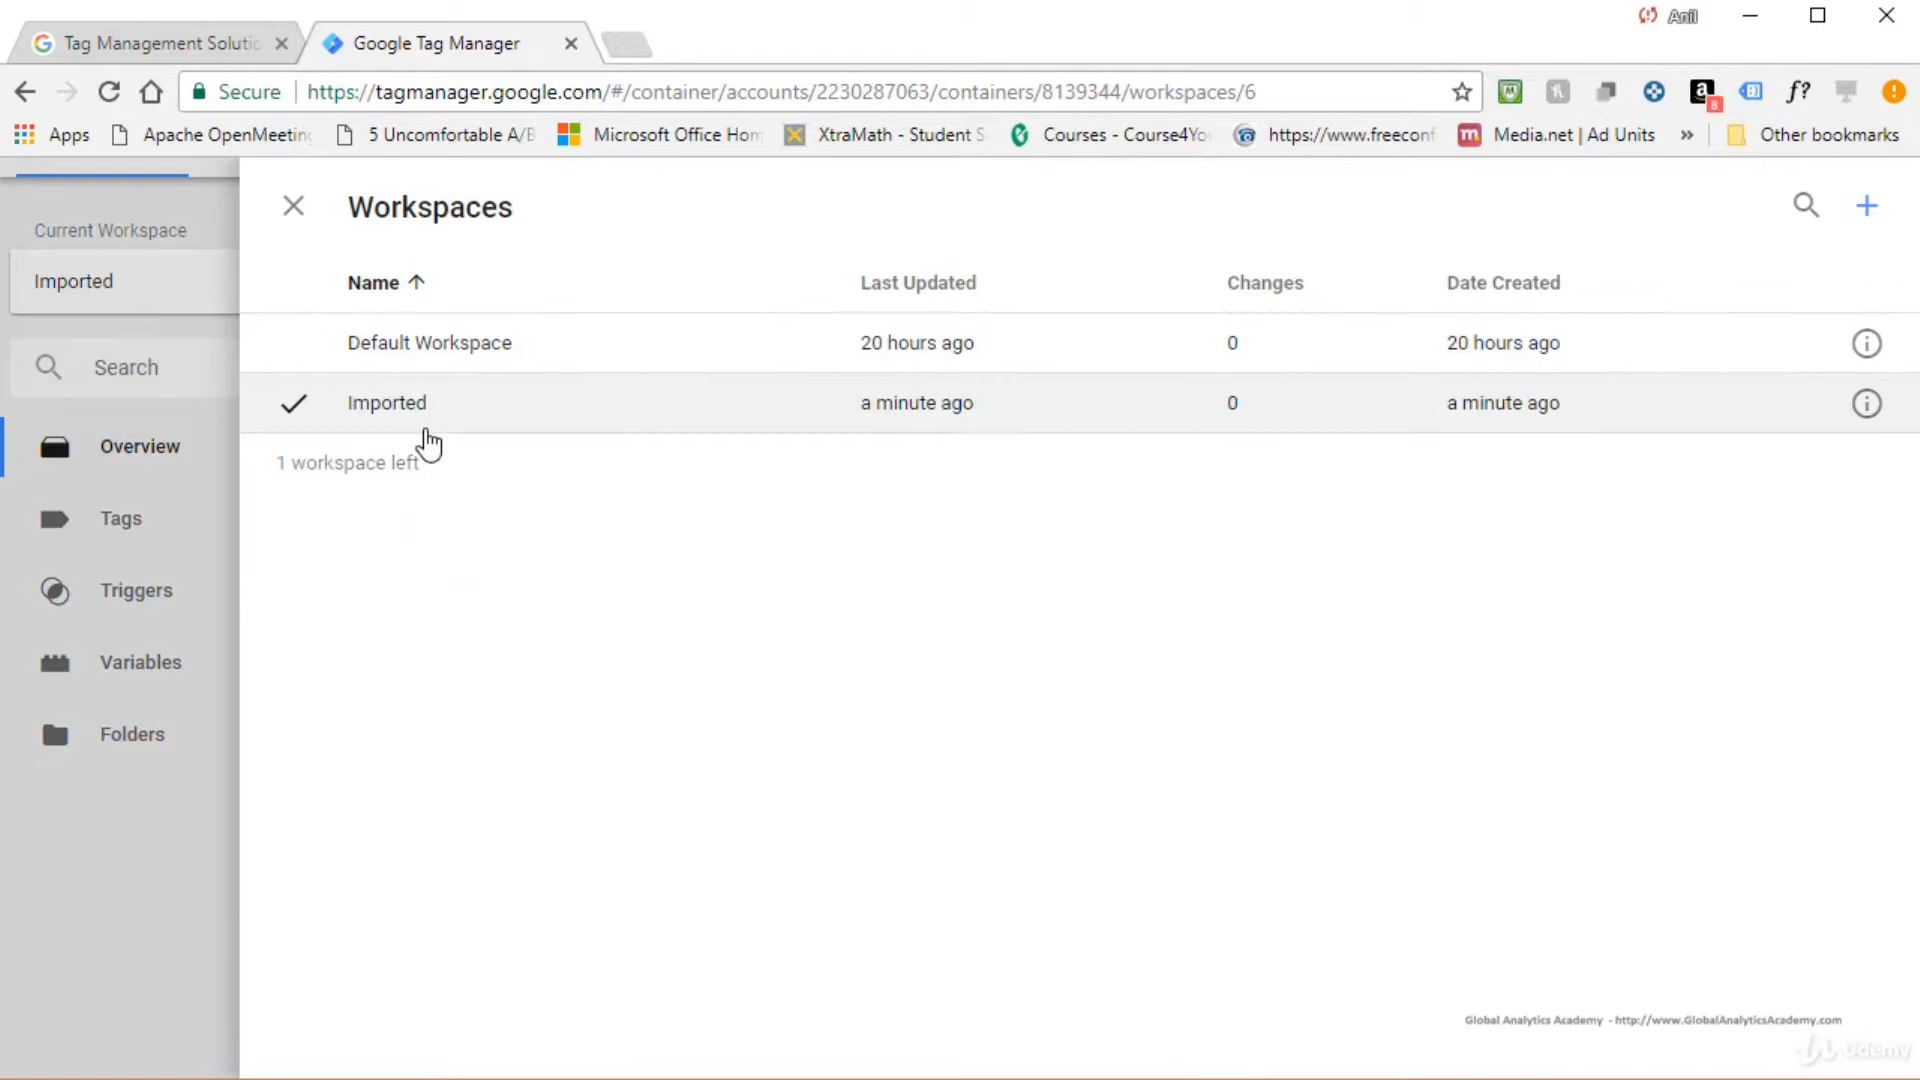 Anil
Tag Management Solutic
Google Tag Manager
Secure
https://tagmanager.google.com/#/container/accounts/2230287063/containers/8139344/workspaces/6
a
8
f?
Apps
Apache OpenMeeting
5 Uncomfortable A/B
Microsoft Office Hom
XtraMath - Student S
Courses - Course4Yo
https://www.freeconf
m
Media.net | Ad Units
»
Other bookmarks
Workspaces
Current Workspace
Imported
Name
Last Updated
Changes
Date Created
Default Workspace
20 hours ago
0
20 hours ago
Imported
a minute ago
0
a minute ago
1 workspace left
Search
Overview
Tags
Triggers
Variables
Folders
Global Analytics Academy - http://www.GlobalAnalyticsAcademy.com
Udemy